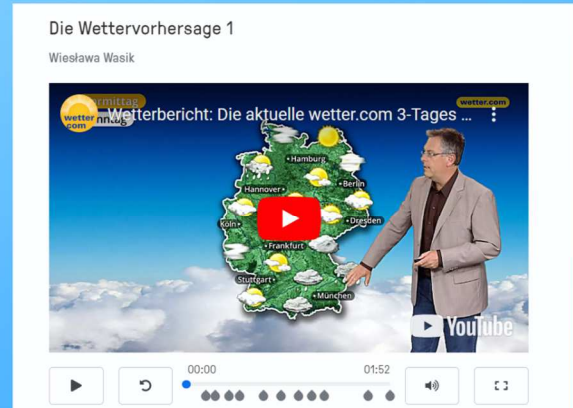 Die Wettervorhersage 1
Wiesława Wasik
wetter
com
Wetterbericht: Die aktuelle wetter.com 3-Tages ...
wetter.com
Hamburg
Hannover
Berlin
Köln
Dresden
Frankfurt
Stuttgart
München
YouTube
00:00
01:52